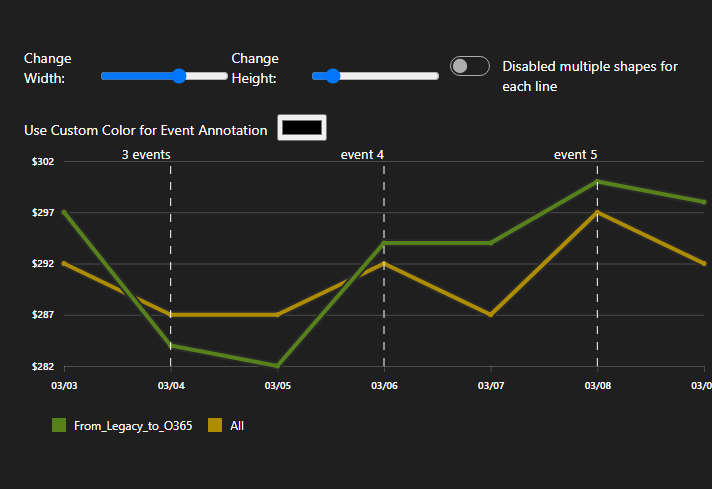 Change Width:
Change Height:
Disabled multiple shapes for each line
Use Custom Color for Event Annotation
3 events
event 4
event 5
$302
$297
$292
$287
$282
03/03
03/04
03/05
03/06
03/07
03/08
03/0
From_Legacy_to_O365
All